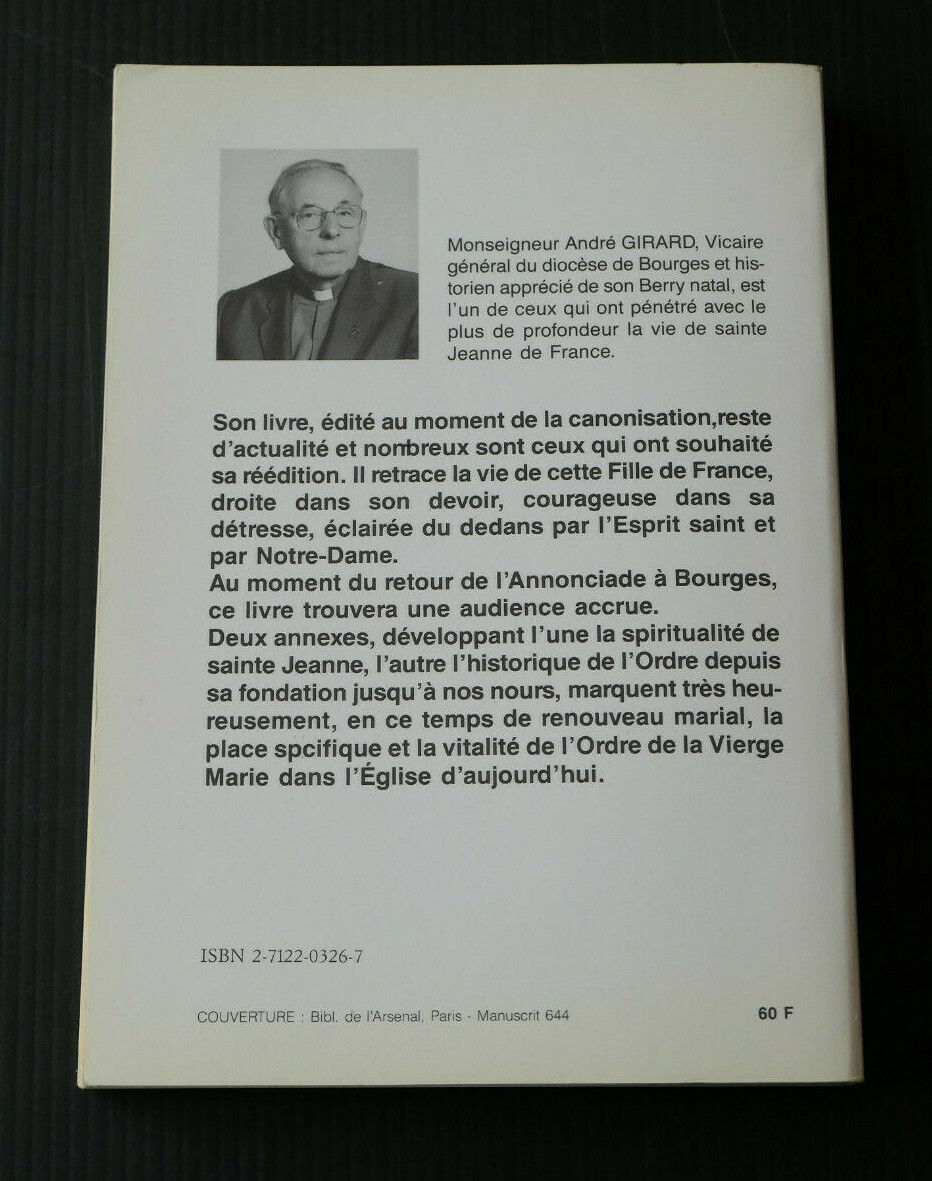 Monseigneur André GIRARD, Vicaire
général du diocèse de Bourges et his-
torien apprécié de son Berry natal, est
l'un de ceux qui ont pénétré avec le
plus de profondeur la vie de sainte
Jeanne de France.
Son livre, édité au moment de la canonisation,reste
d'actualité et nombreux sont ceux qui ont souhaité
sa réédition. Il retrace la vie de cette Fille de France,
droite dans son devoir, courageuse dans sa
détresse, éclairée du dedans par l'Esprit saint et
par Notre-Dame.
Au moment du retour de l'Annonciade à Bourges,
ce livre trouvera une audience accrue.
Deux annexes, développant l'une la spiritualité de
sainte Jeanne, l'autre l'historique de l'Ordre depuis
sa fondation jusqu'à nos nours, marquent très heu-
reusement, en ce temps de renouveau marial, la
place spcifique et la vitalité de l'Ordre de la Vierge
Marie dans l'Église d'aujourd'hui.
ISBN 2-7122-0326-7
COUVERTURE : Bibl. de l'Arsenal, Paris - Manuscrit 644
60 F